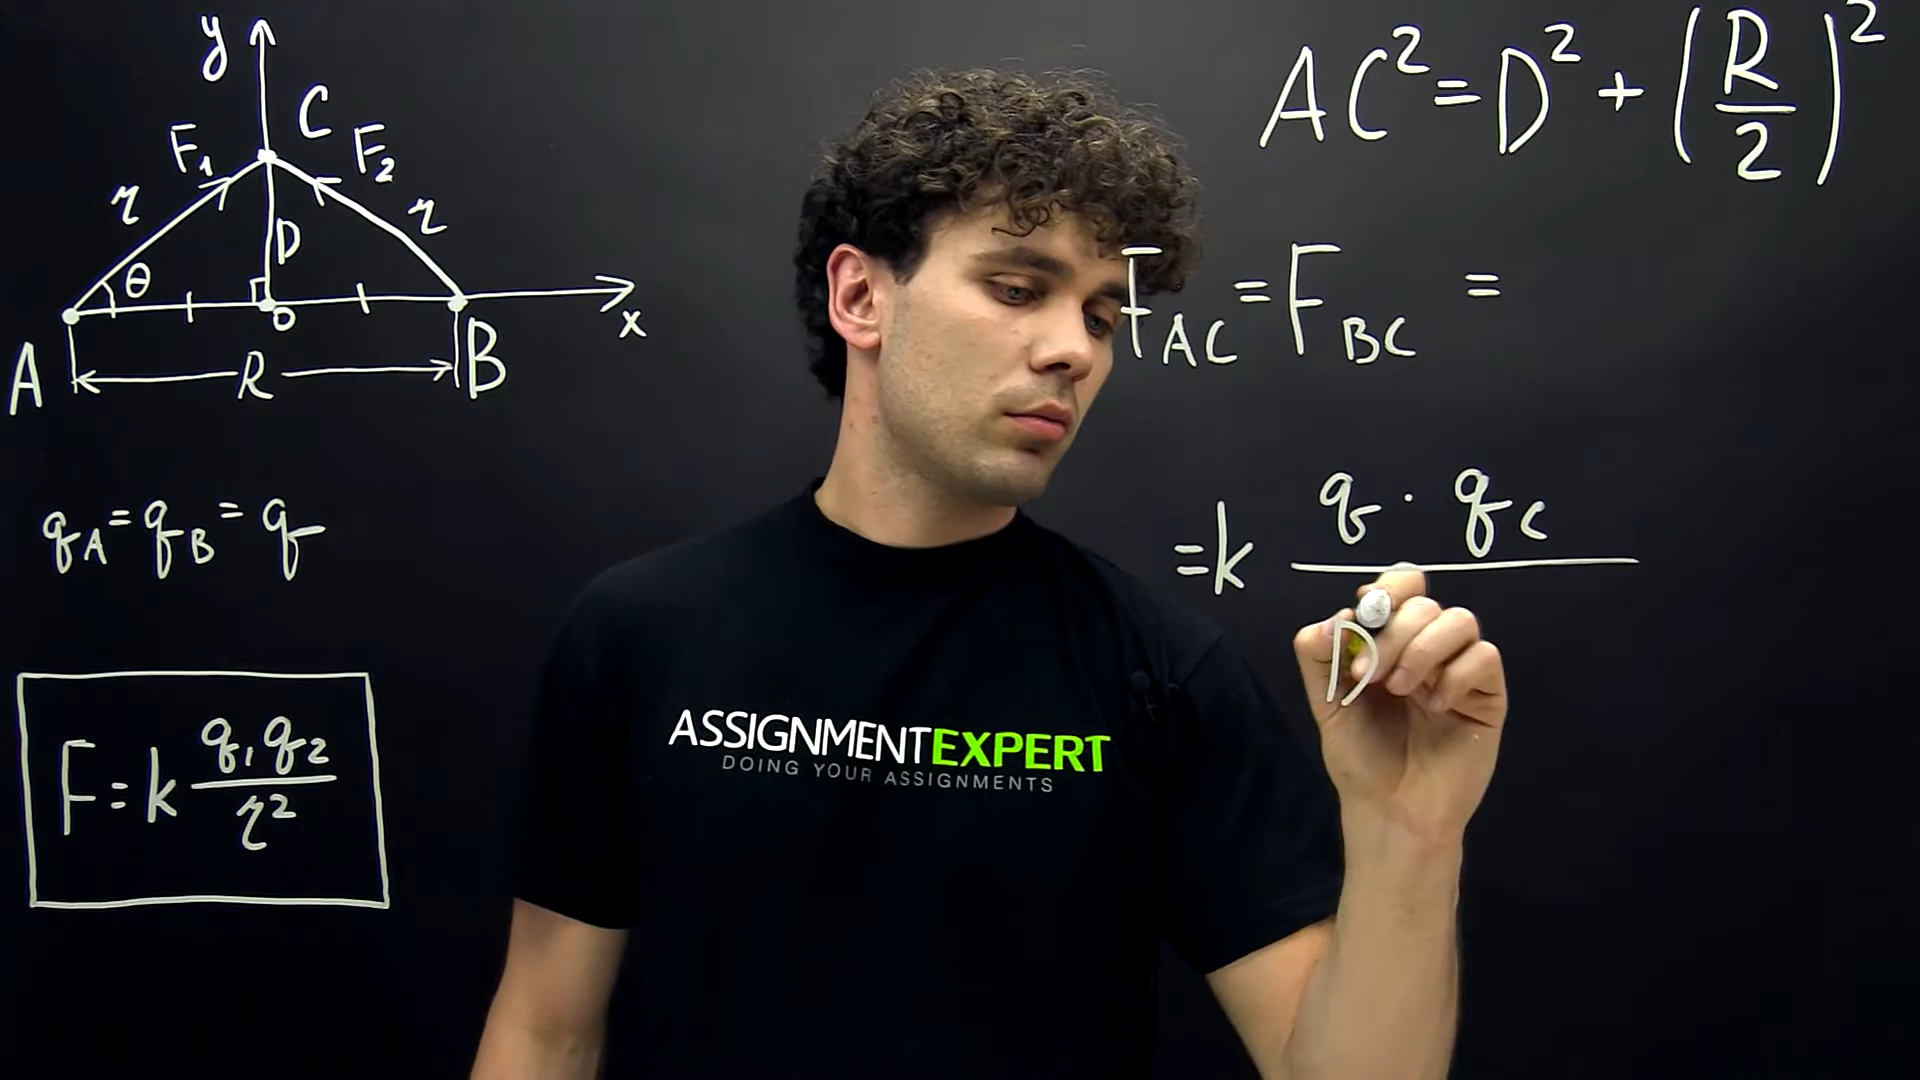 y
C
F₁
F₂
r
r
D
θ
O
x
A
R
B
q_A = q_B = q
F = k q₁q₂ / r²
AC² = D² + (R/2)²
F_AC = F_BC =
= k q · q_C / D
ASSIGNMENTEXPERT
DOING YOUR ASSIGNMENTS